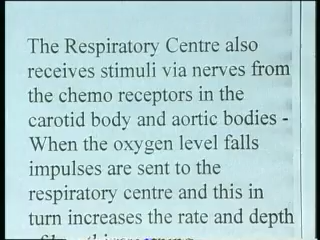 The Respiratory Centre also
receives stimuli via nerves from
the chemo receptors in the
carotid body and aortic bodies -
When the oxygen level falls
impulses are sent to the
respiratory centre and this in
turn increases the rate and depth